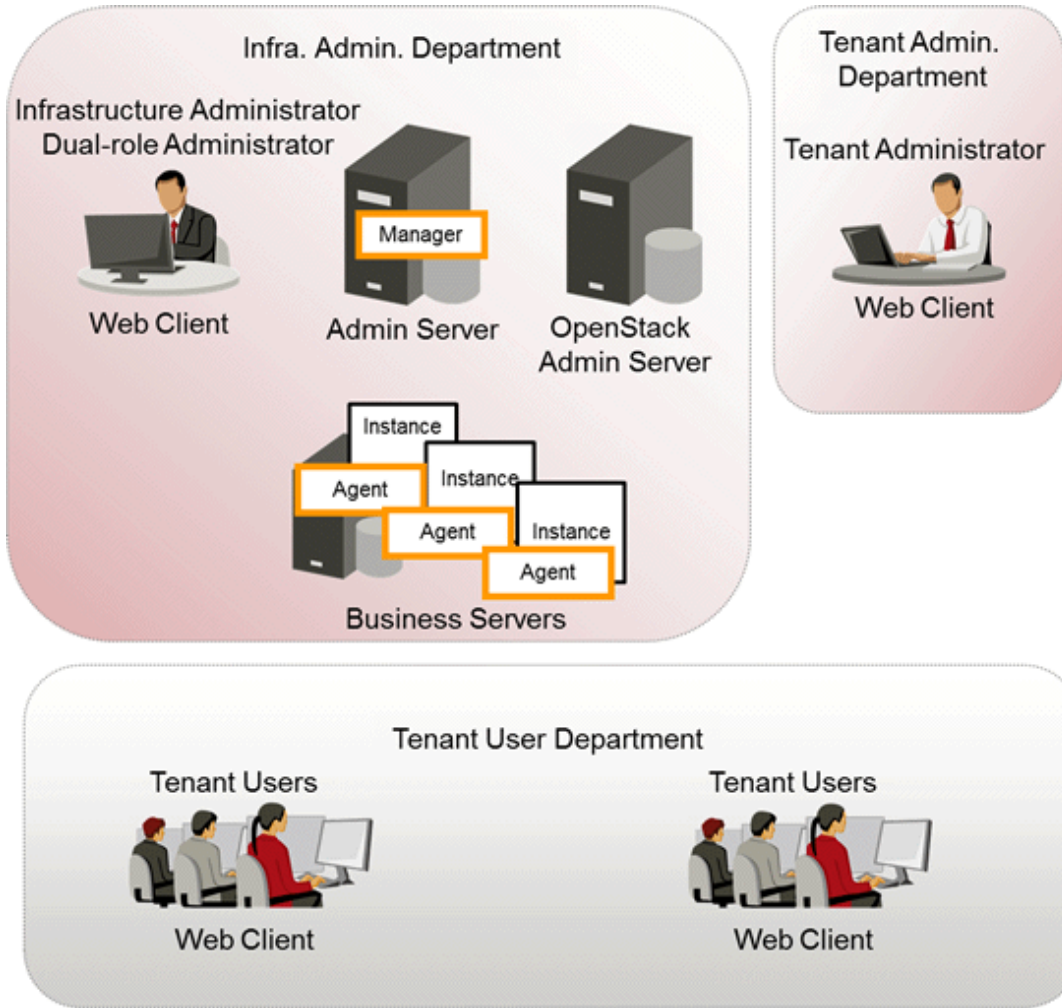 Infra. Admin. Department
Infrastructure Administrator
Dual-role Administrator
Manager
Web Client
Admin Server
OpenStack
Admin Server
Instance
Agent
Instance
Agent
Instance
Agent
Business Servers
Tenant Admin.
Department
Tenant Administrator
Web Client
Tenant User Department
Tenant Users
Web Client
Tenant Users
Web Client